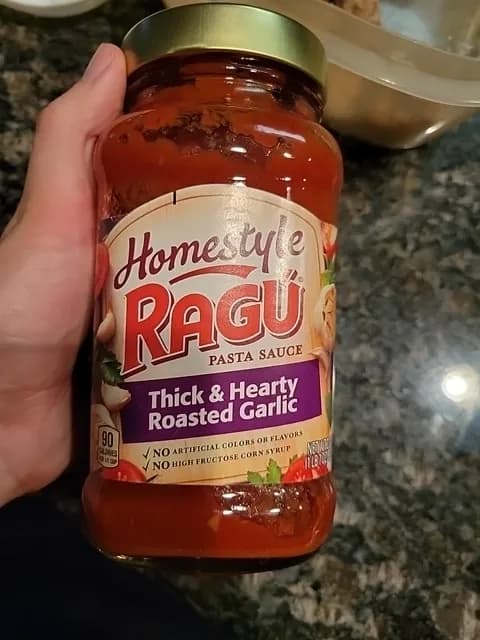 Homestyle
RAGÚ
PASTA SAUCE
Thick & Hearty
Roasted Garlic
90
CALORIES
✓ NO ARTIFICIAL COLORS OR FLAVORS
✓ NO HIGH FRUCTOSE CORN SYRUP